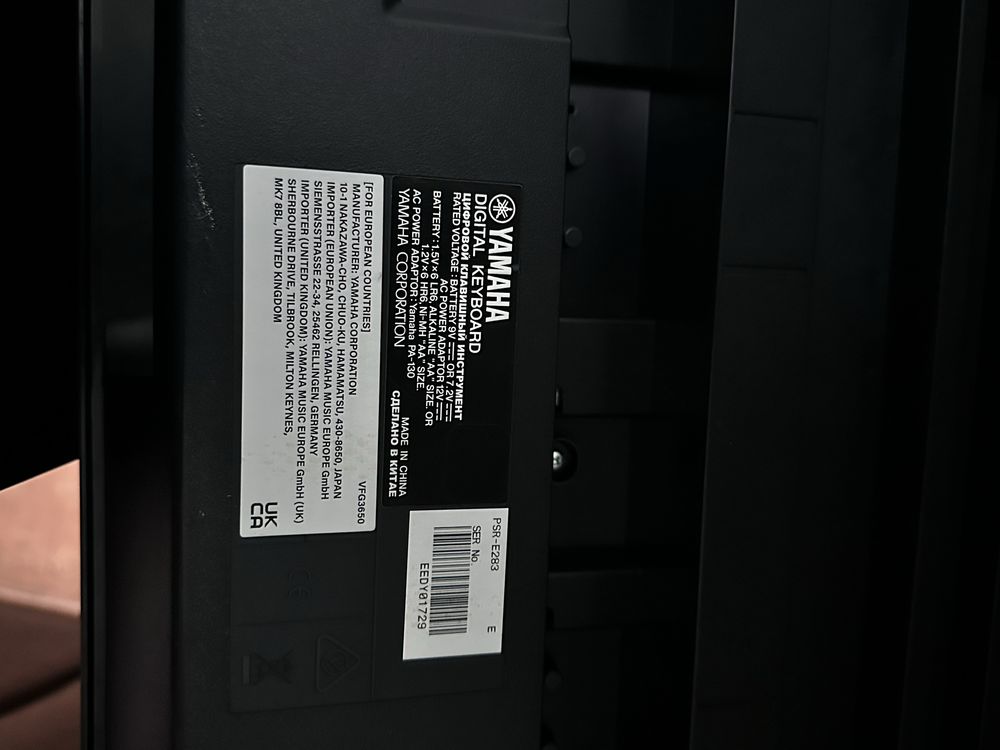 YAMAHA
DIGITAL KEYBOARD
ЦИФРОВОЙ КЛАВИШНЫЙ ИНСТРУМЕНТ
RATED VOLTAGE : BATTERY 9V OR 7.2V
AC POWER ADAPTOR 12V
BATTERY : 1.5V×6 LR6, ALKALINE "AA" SIZE. OR
1.2V×6 HR6, Ni-MH "AA" SIZE.
AC POWER ADAPTOR : Yamaha PA-130
YAMAHA CORPORATION
MADE IN CHINA
СДЕЛАНО В КИТАЕ
PSR-E283 E
SER No.
EEDY01729
VFG3650
[FOR EUROPEAN COUNTRIES]
MANUFACTURER: YAMAHA CORPORATION
10-1 NAKAZAWA-CHO, CHUO-KU, HAMAMATSU, 430-8650, JAPAN
IMPORTER (EUROPEAN UNION): YAMAHA MUSIC EUROPE GmbH
SIEMENSSTRASSE 22-34, 25462 RELLINGEN, GERMANY
IMPORTER (UNITED KINGDOM): YAMAHA MUSIC EUROPE GmbH (UK)
SHERBOURNE DRIVE, TILBROOK, MILTON KEYNES,
MK7 8BL, UNITED KINGDOM
UK
CA
CE